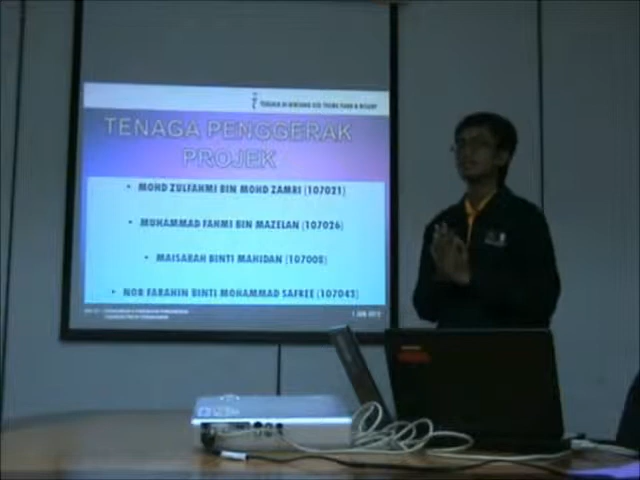 TENAGA PENGGERAK
PROJEK
• MOHD ZULFAHMI BIN MOHD ZAMRI (107021)
• MUHAMMAD FAHMI BIN MAZELAN (107026)
• MAISARAH BINTI MAHIDAN (107008)
• NOR FARAHIN BINTI MOHAMMAD SAFREE (107043)